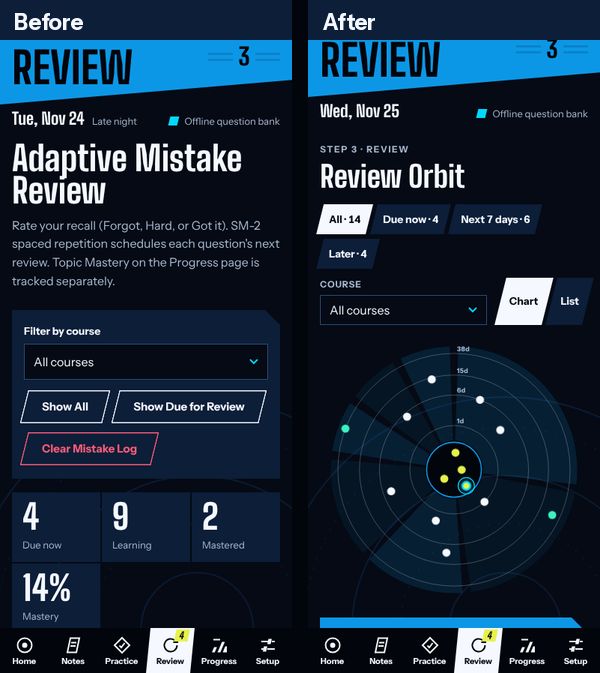 Before
REVIEW
3
Tue, Nov 24 Late night
Offline question bank
Adaptive Mistake
Review
Rate your recall (Forgot, Hard, or Got it). SM-2
spaced repetition schedules each question's next
review. Topic Mastery on the Progress page is
tracked separately.
Filter by course
All courses
Show All
Show Due for Review
Clear Mistake Log
4
Due now
9
Learning
2
Mastered
14%
Mastery
Home
Notes
Practice
4
Review
Progress
Setup
After
REVIEW
3
Wed, Nov 25
Offline question bank
STEP 3 · REVIEW
Review Orbit
All · 14
Due now · 4
Next 7 days · 6
Later · 4
COURSE
All courses
Chart
List
38d
15d
6d
1d
Home
Notes
Practice
4
Review
Progress
Setup